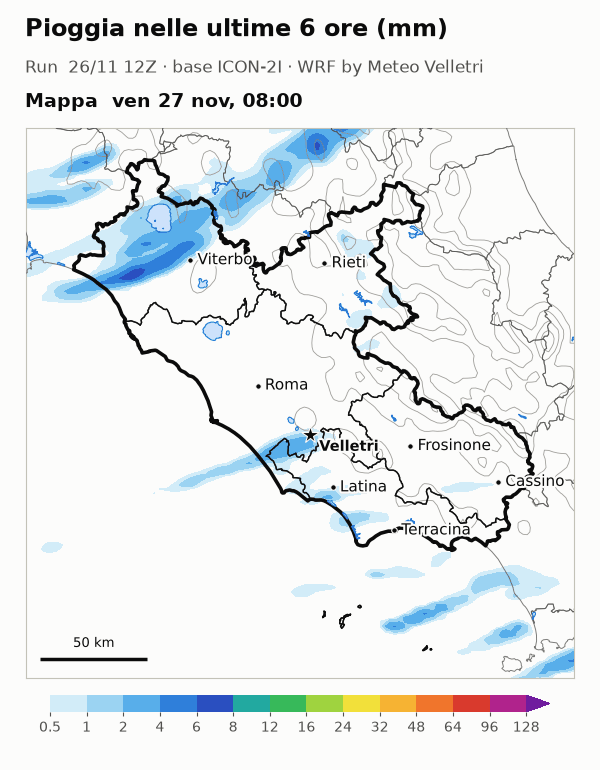 Pioggia nelle ultime 6 ore (mm)
Run  26/11 12Z · base ICON-2I · WRF by Meteo Velletri
Mappa  ven 27 nov, 08:00
Viterbo
Rieti
Roma
Velletri
Frosinone
Latina
Cassino
Terracina
50 km
0.5 1 2 4 6 8 12 16 24 32 48 64 96 128